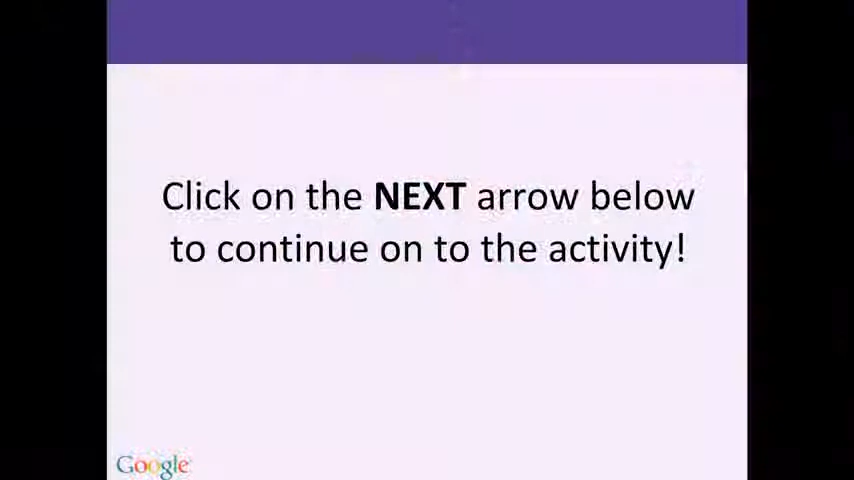 Click on the NEXT arrow below
to continue on to the activity!
Google